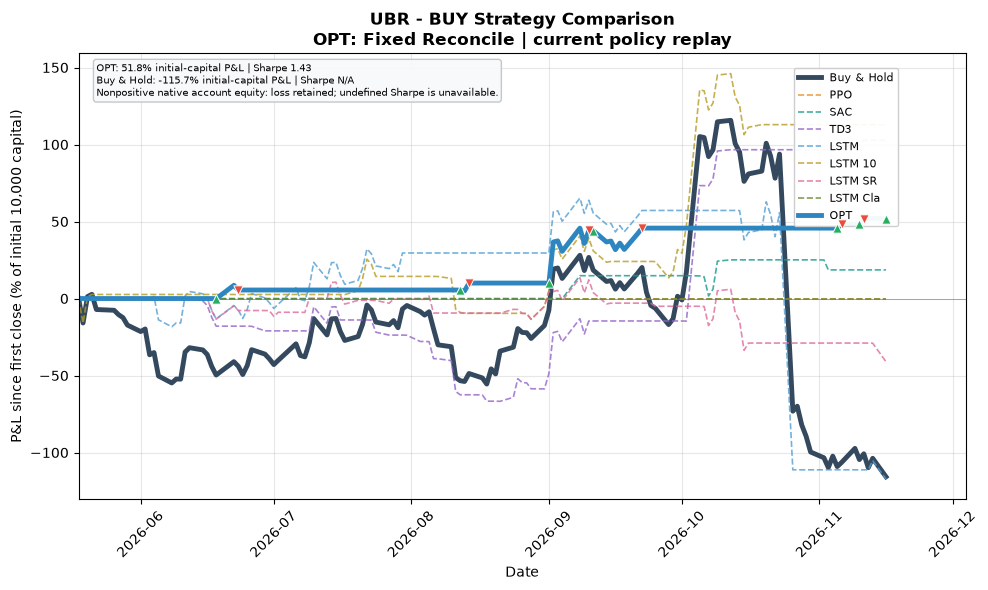 UBR - BUY Strategy Comparison
OPT: Fixed Reconcile | current policy replay
OPT: 51.8% initial-capital P&L | Sharpe 1.43
Buy & Hold: -115.7% initial-capital P&L | Sharpe N/A
Nonpositive native account equity: loss retained; undefined Sharpe is unavailable.
Buy & Hold
PPO
SAC
TD3
LSTM
LSTM 10
LSTM SR
LSTM Cla
OPT
P&L since first close (% of initial 10,000 capital)
150
100
50
0
−50
−100
2026-06
2026-07
2026-08
2026-09
2026-10
2026-11
2026-12
Date